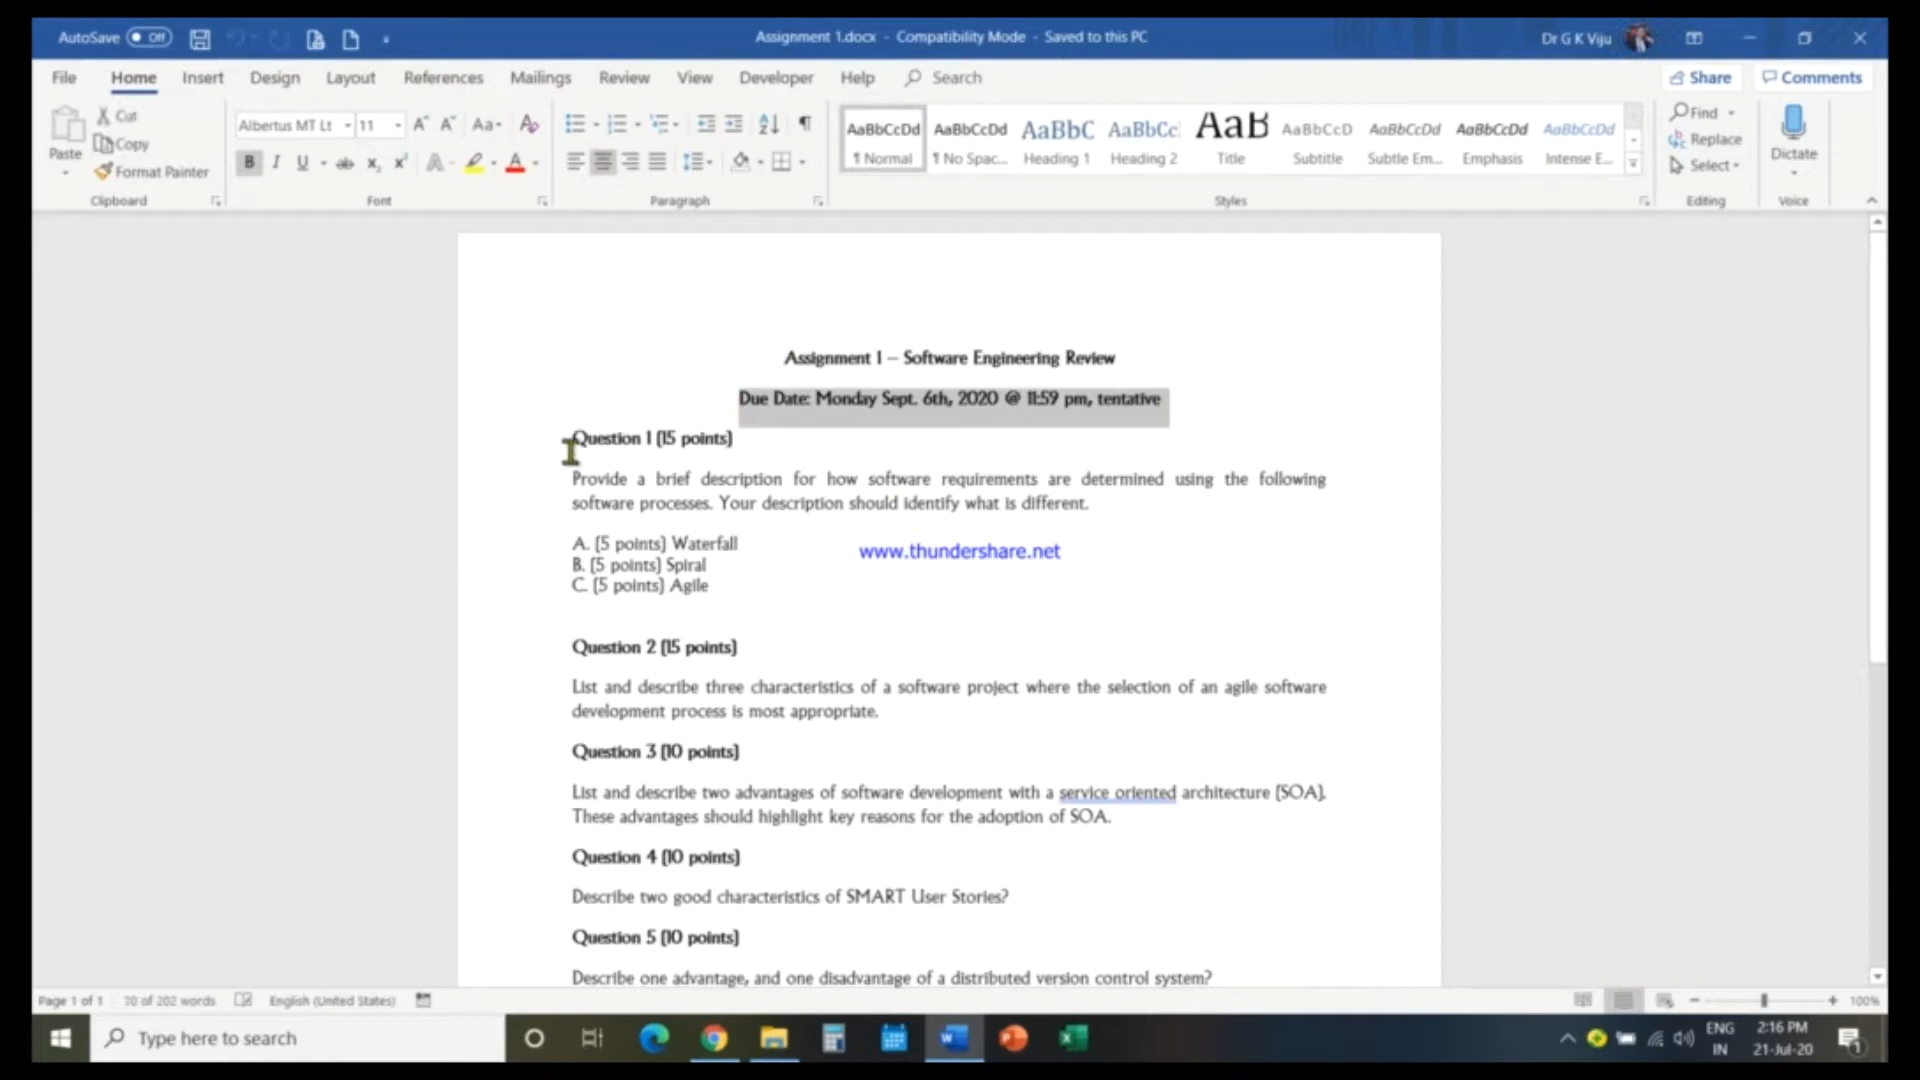 AutoSave Off Assignment 1.docx - Compatibility Mode - Saved to this PC Dr G K Viju
File Home Insert Design Layout References Mailings Review View Developer Help Search Share Comments
Paste Cut Copy Format Painter
Albertus MT Lt 11
AaBbCcDd AaBbCcDd AaBbC AaBbCc AaB AaBbCcD AaBbCcDd AaBbCcDd AaBbCcDd
¶ Normal ¶ No Spac... Heading 1 Heading 2 Title Subtitle Subtle Em... Emphasis Intense E...
Find Replace Select
Dictate
Clipboard Font Paragraph Styles Editing Voice
Assignment 1 – Software Engineering Review
Due Date: Monday Sept. 6th, 2020 @ 11:59 pm, tentative
Question 1 (15 points)
Provide a brief description for how software requirements are determined using the following
software processes. Your description should identify what is different.
A. (5 points) Waterfall
B. (5 points) Spiral
C. (5 points) Agile
www.thundershare.net
Question 2 (15 points)
List and describe three characteristics of a software project where the selection of an agile software
development process is most appropriate.
Question 3 (10 points)
List and describe two advantages of software development with a service oriented architecture (SOA).
These advantages should highlight key reasons for the adoption of SOA.
Question 4 (10 points)
Describe two good characteristics of SMART User Stories?
Question 5 (10 points)
Describe one advantage, and one disadvantage of a distributed version control system?
Page 1 of 1 10 of 202 words English (United States) 100%
Type here to search
ENG
IN
2:16 PM
21-Jul-20